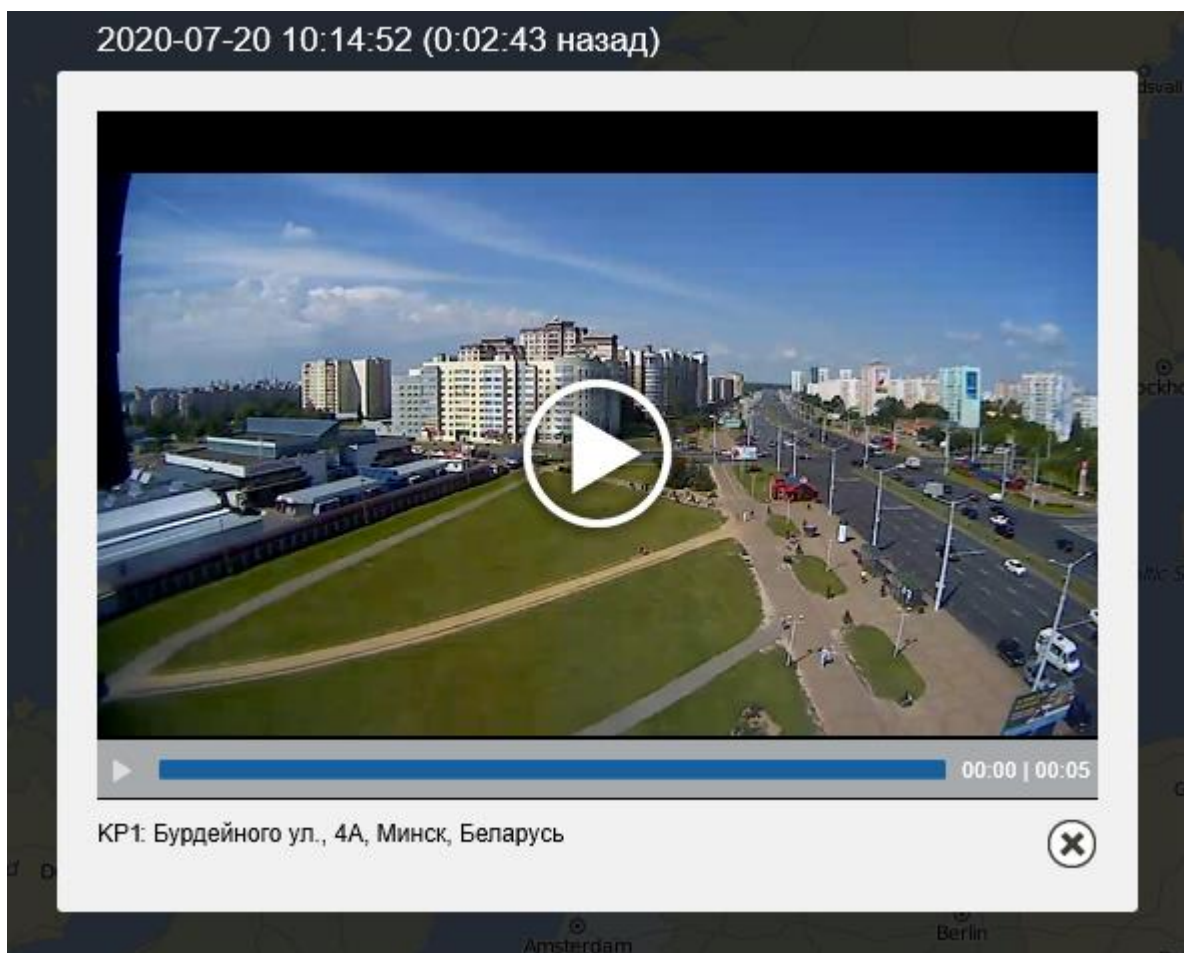 2020-07-20 10:14:52 (0:02:43 назад)
00:00 | 00:05
KP1: Бурдейного ул., 4А, Минск, Беларусь
Amsterdam
Berlin